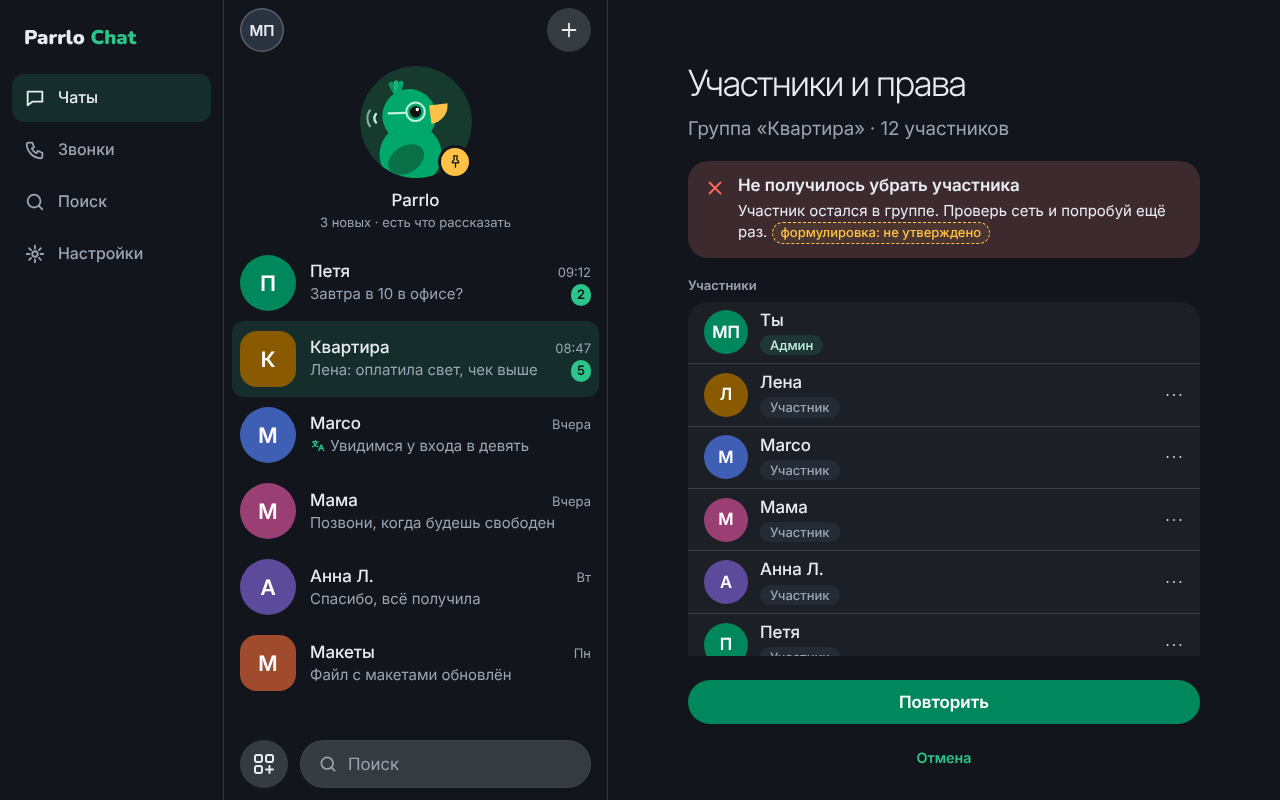 Parrlo Chat
Чаты
Звонки
Поиск
Настройки
МП
Parrlo
3 новых · есть что рассказать
Петя 09:12
Завтра в 10 в офисе? 2
Квартира 08:47
Лена: оплатила свет, чек выше 5
Marco Вчера
Увидимся у входа в девять
Мама Вчера
Позвони, когда будешь свободен
Анна Л. Вт
Спасибо, всё получила
Макеты Пн
Файл с макетами обновлён
П
К
M
М
А
М
Поиск
Участники и права
Группа «Квартира» · 12 участников
Не получилось убрать участника
Участник остался в группе. Проверь сеть и попробуй ещё
раз. формулировка: не утверждено
Участники
МП
Ты
Админ
Л
Лена
Участник
M
Marco
Участник
М
Мама
Участник
А
Анна Л.
Участник
П
Петя
Участник
Повторить
Отмена